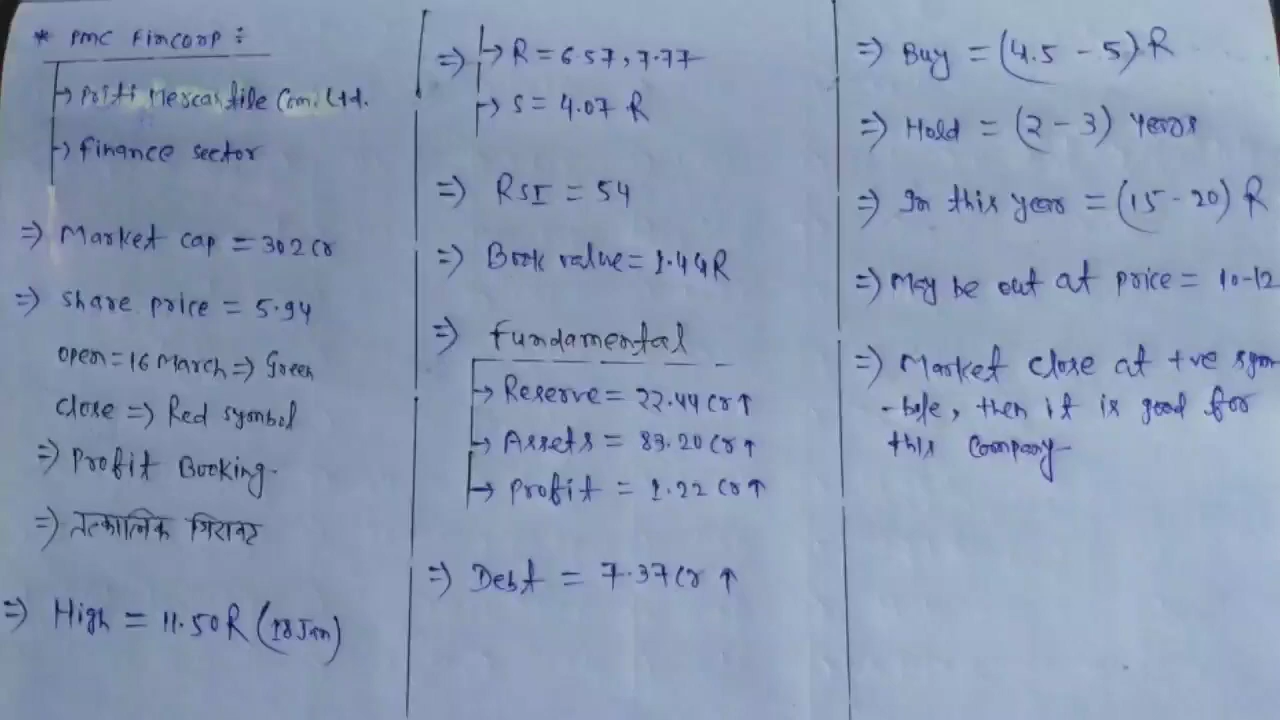 * PMC Fincorp :
→ Priti Mercantile Com. Ltd.
→ finance sector
⇒ Market cap = 302 cr
⇒ share price = 5.94
open = 16 March ⇒ Green
close ⇒ Red symbol
⇒ Profit Booking.
⇒ तत्कालिक गिरावट
⇒ High = 11.50 R (18 Jan)
⇒ → R = 6.57, 7.77
→ S = 4.07 R
⇒ RSI = 54
⇒ Book value = 1.44 R
⇒ fundamental
→ Reserve = 22.44 cr ↑
→ Assets = 83.20 cr ↑
→ profit = 1.22 cr ↑
⇒ Debt = 7.37 cr ↑
⇒ Buy = (4.5 - 5) R
⇒ Hold = (2 - 3) Years
⇒ In this year = (15 - 20) R
⇒ May be out at price = 10-12
⇒ Market close at +ve sym
-bole, then it is good for
this Company